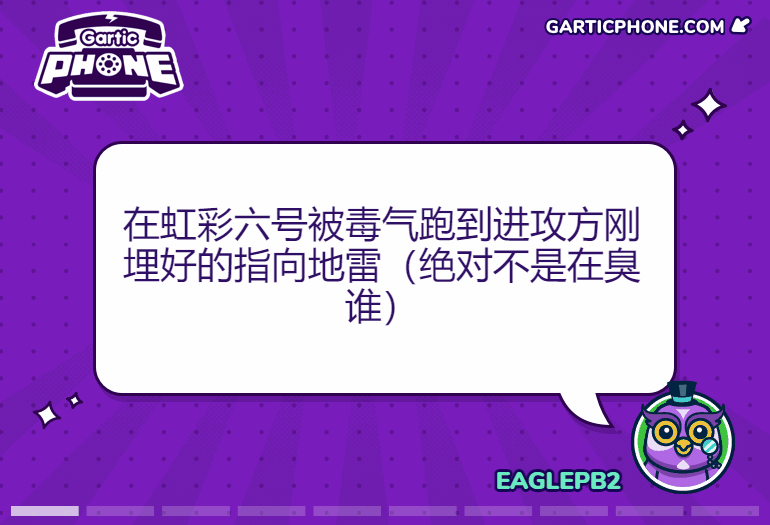 GARTICPHONE.COM
Gartic
PHONE
在虹彩六号被毒气跑到进攻方刚
埋好的指向地雷（绝对不是在臭
谁）
EAGLEPB2